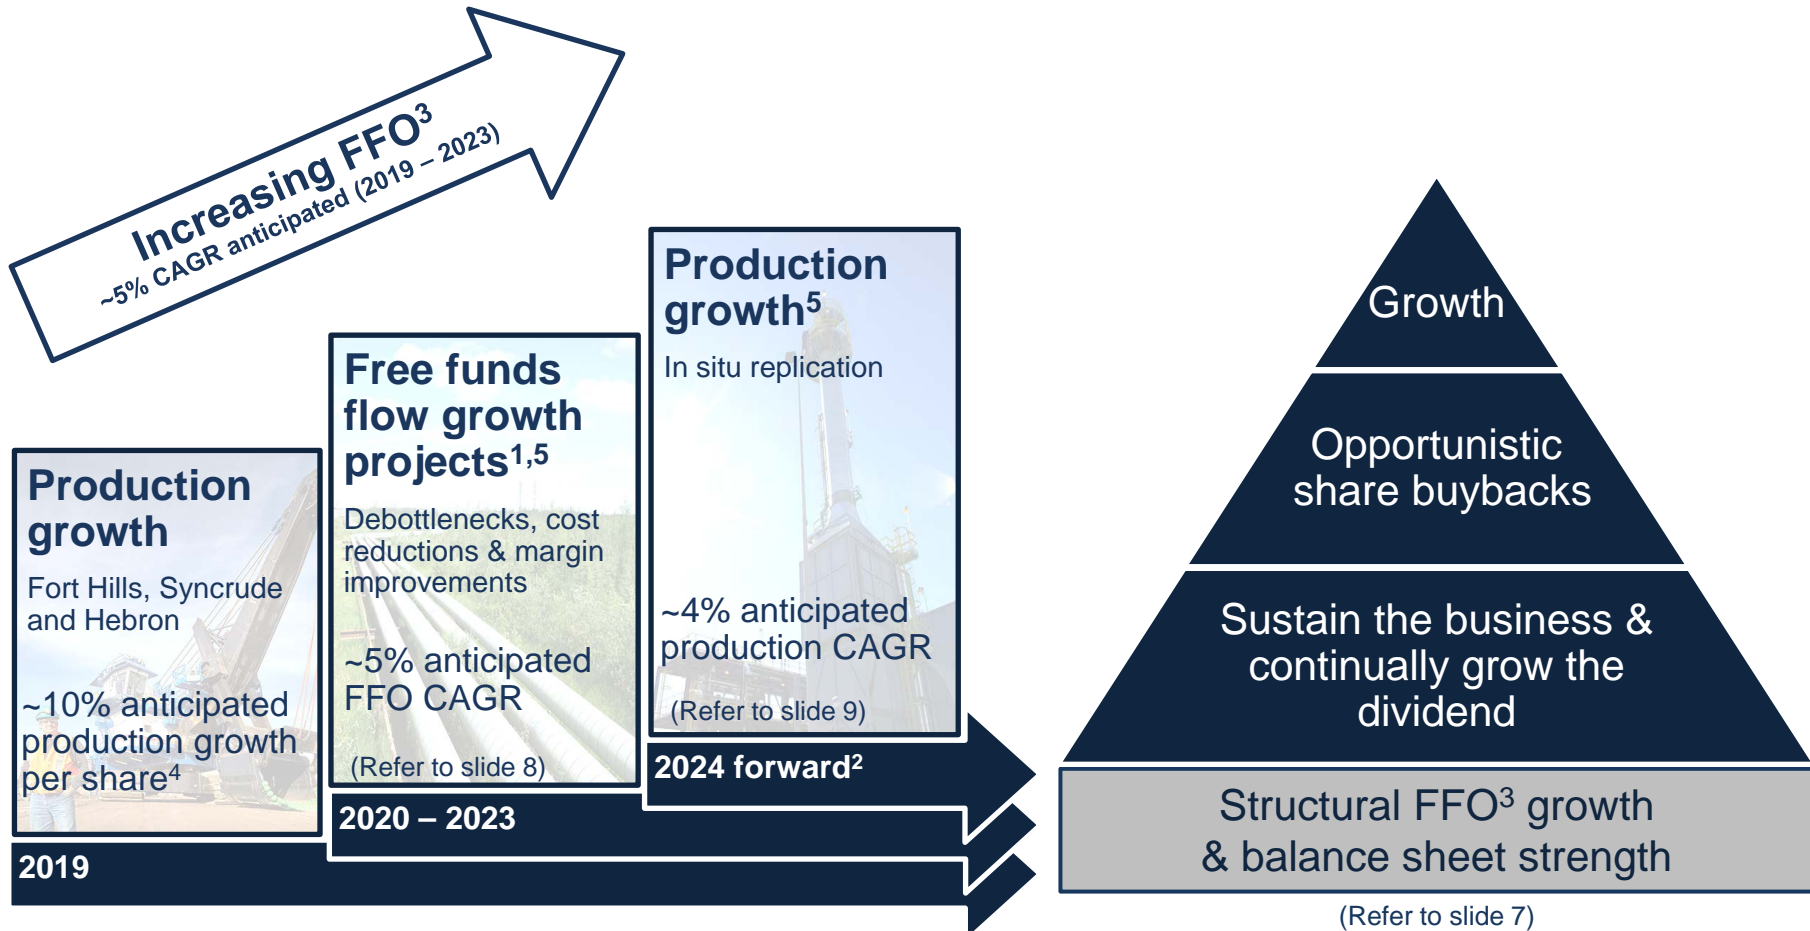 Increasing FFO3
~5% CAGR anticipated (2019 – 2023)
Production
growth
Fort Hills, Syncrude
and Hebron
~10% anticipated
production growth
per share4
2019
Free funds
flow growth
projects1,5
Debottlenecks, cost
reductions & margin
improvements
~5% anticipated
FFO CAGR
(Refer to slide 8)
2020 – 2023
Production
growth5
In situ replication
~4% anticipated
production CAGR
(Refer to slide 9)
2024 forward2
Growth
Opportunistic
share buybacks
Sustain the business &
continually grow the
dividend
Structural FFO3 growth
& balance sheet strength
(Refer to slide 7)